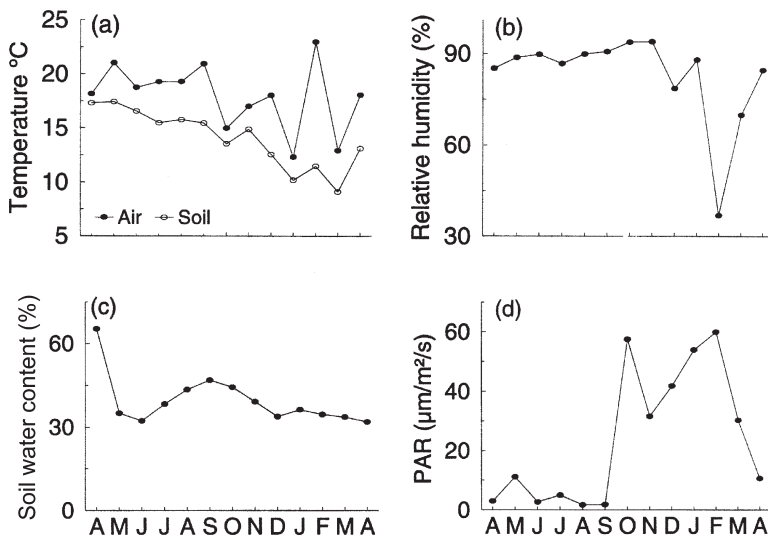 (a)
Temperature ºC
25
20
15
10
5
Air
Soil
(b)
Relative humidity (%)
90
60
30
(c)
Soil water content (%)
60
30
0
A M J J A S O N D J F M A
(d)
PAR (µm/m²/s)
60
40
20
0
A M J J A S O N D J F M A